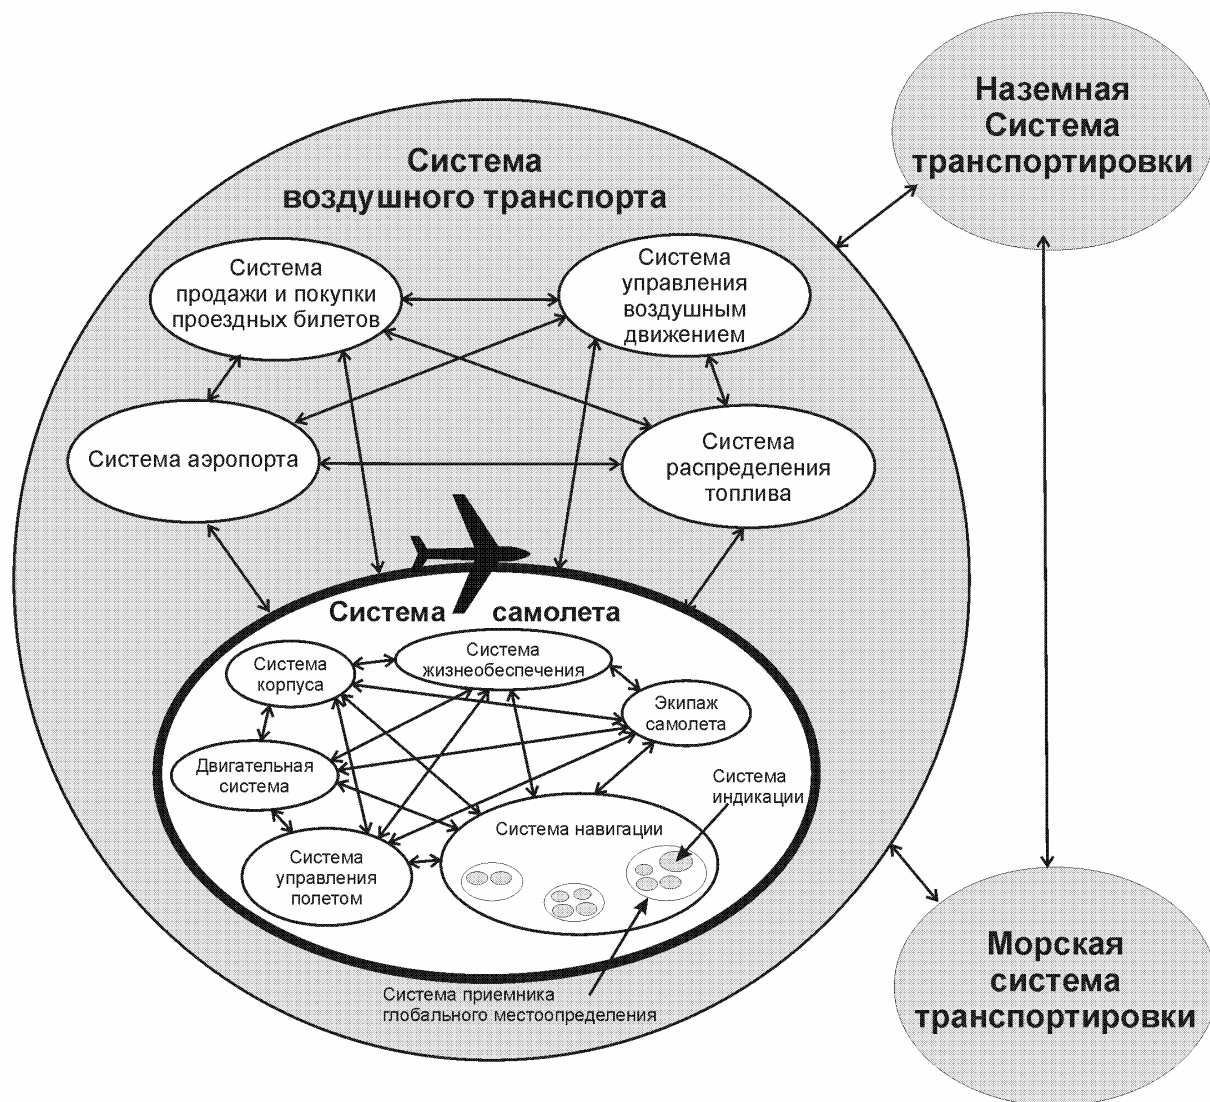 Наземная
Система
транспортировки
Система
воздушного транспорта
Система
продажи и покупки
проездных билетов
Система
управления
воздушным
движением
Система аэропорта
Система
распределения
топлива
Система самолета
Система
корпуса
Система
жизнеобеспечения
Экипаж
самолета
Двигательная
система
Система
индикации
Система навигации
Система
управления
полетом
Система приемника
глобального местоопределения
Морская
система
транспортировки